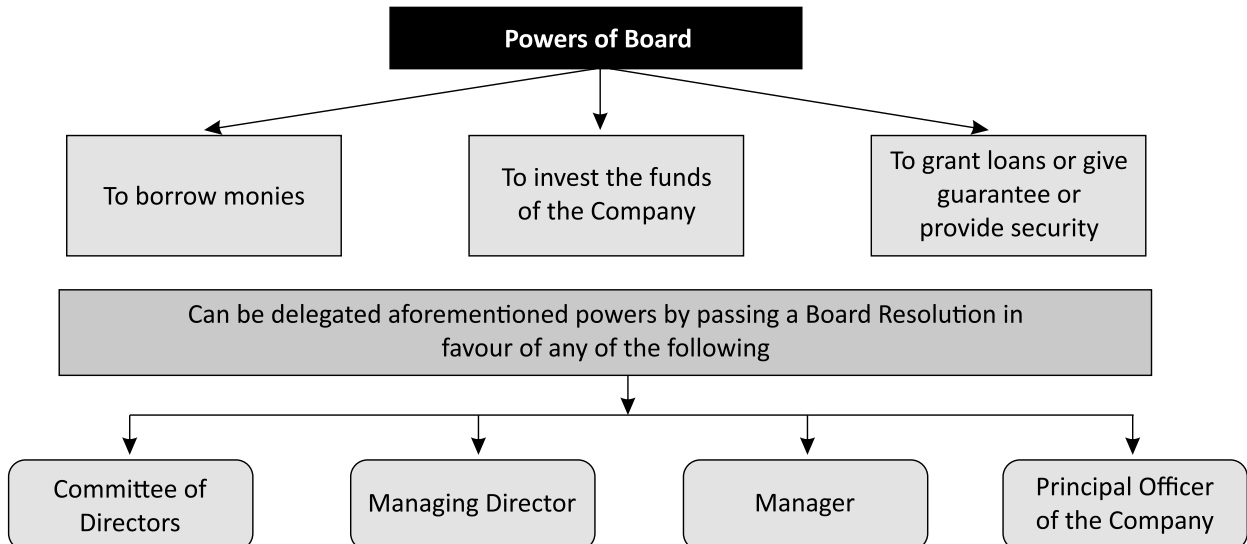 Powers of Board
To borrow monies
To invest the funds
of the Company
To grant loans or give
guarantee or
provide security
Can be delegated aforementioned powers by passing a Board Resolution in
favour of any of the following
Committee of
Directors
Managing Director
Manager
Principal Officer
of the Company